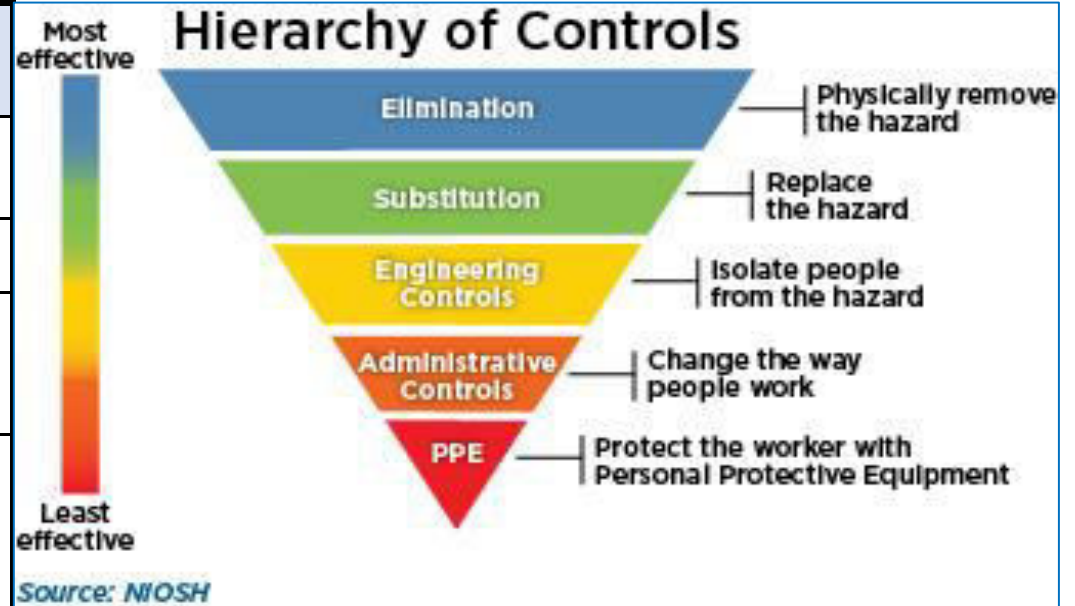 Hierarchy of Controls
Most
effective
Elimination
Physically remove
the hazard
Substitution
Replace
the hazard
Engineering
Controls
Isolate people
from the hazard
Administrative
Controls
Change the way
people work
PPE
Protect the worker with
Personal Protective Equipment
Least
effective
Source: NIOSH